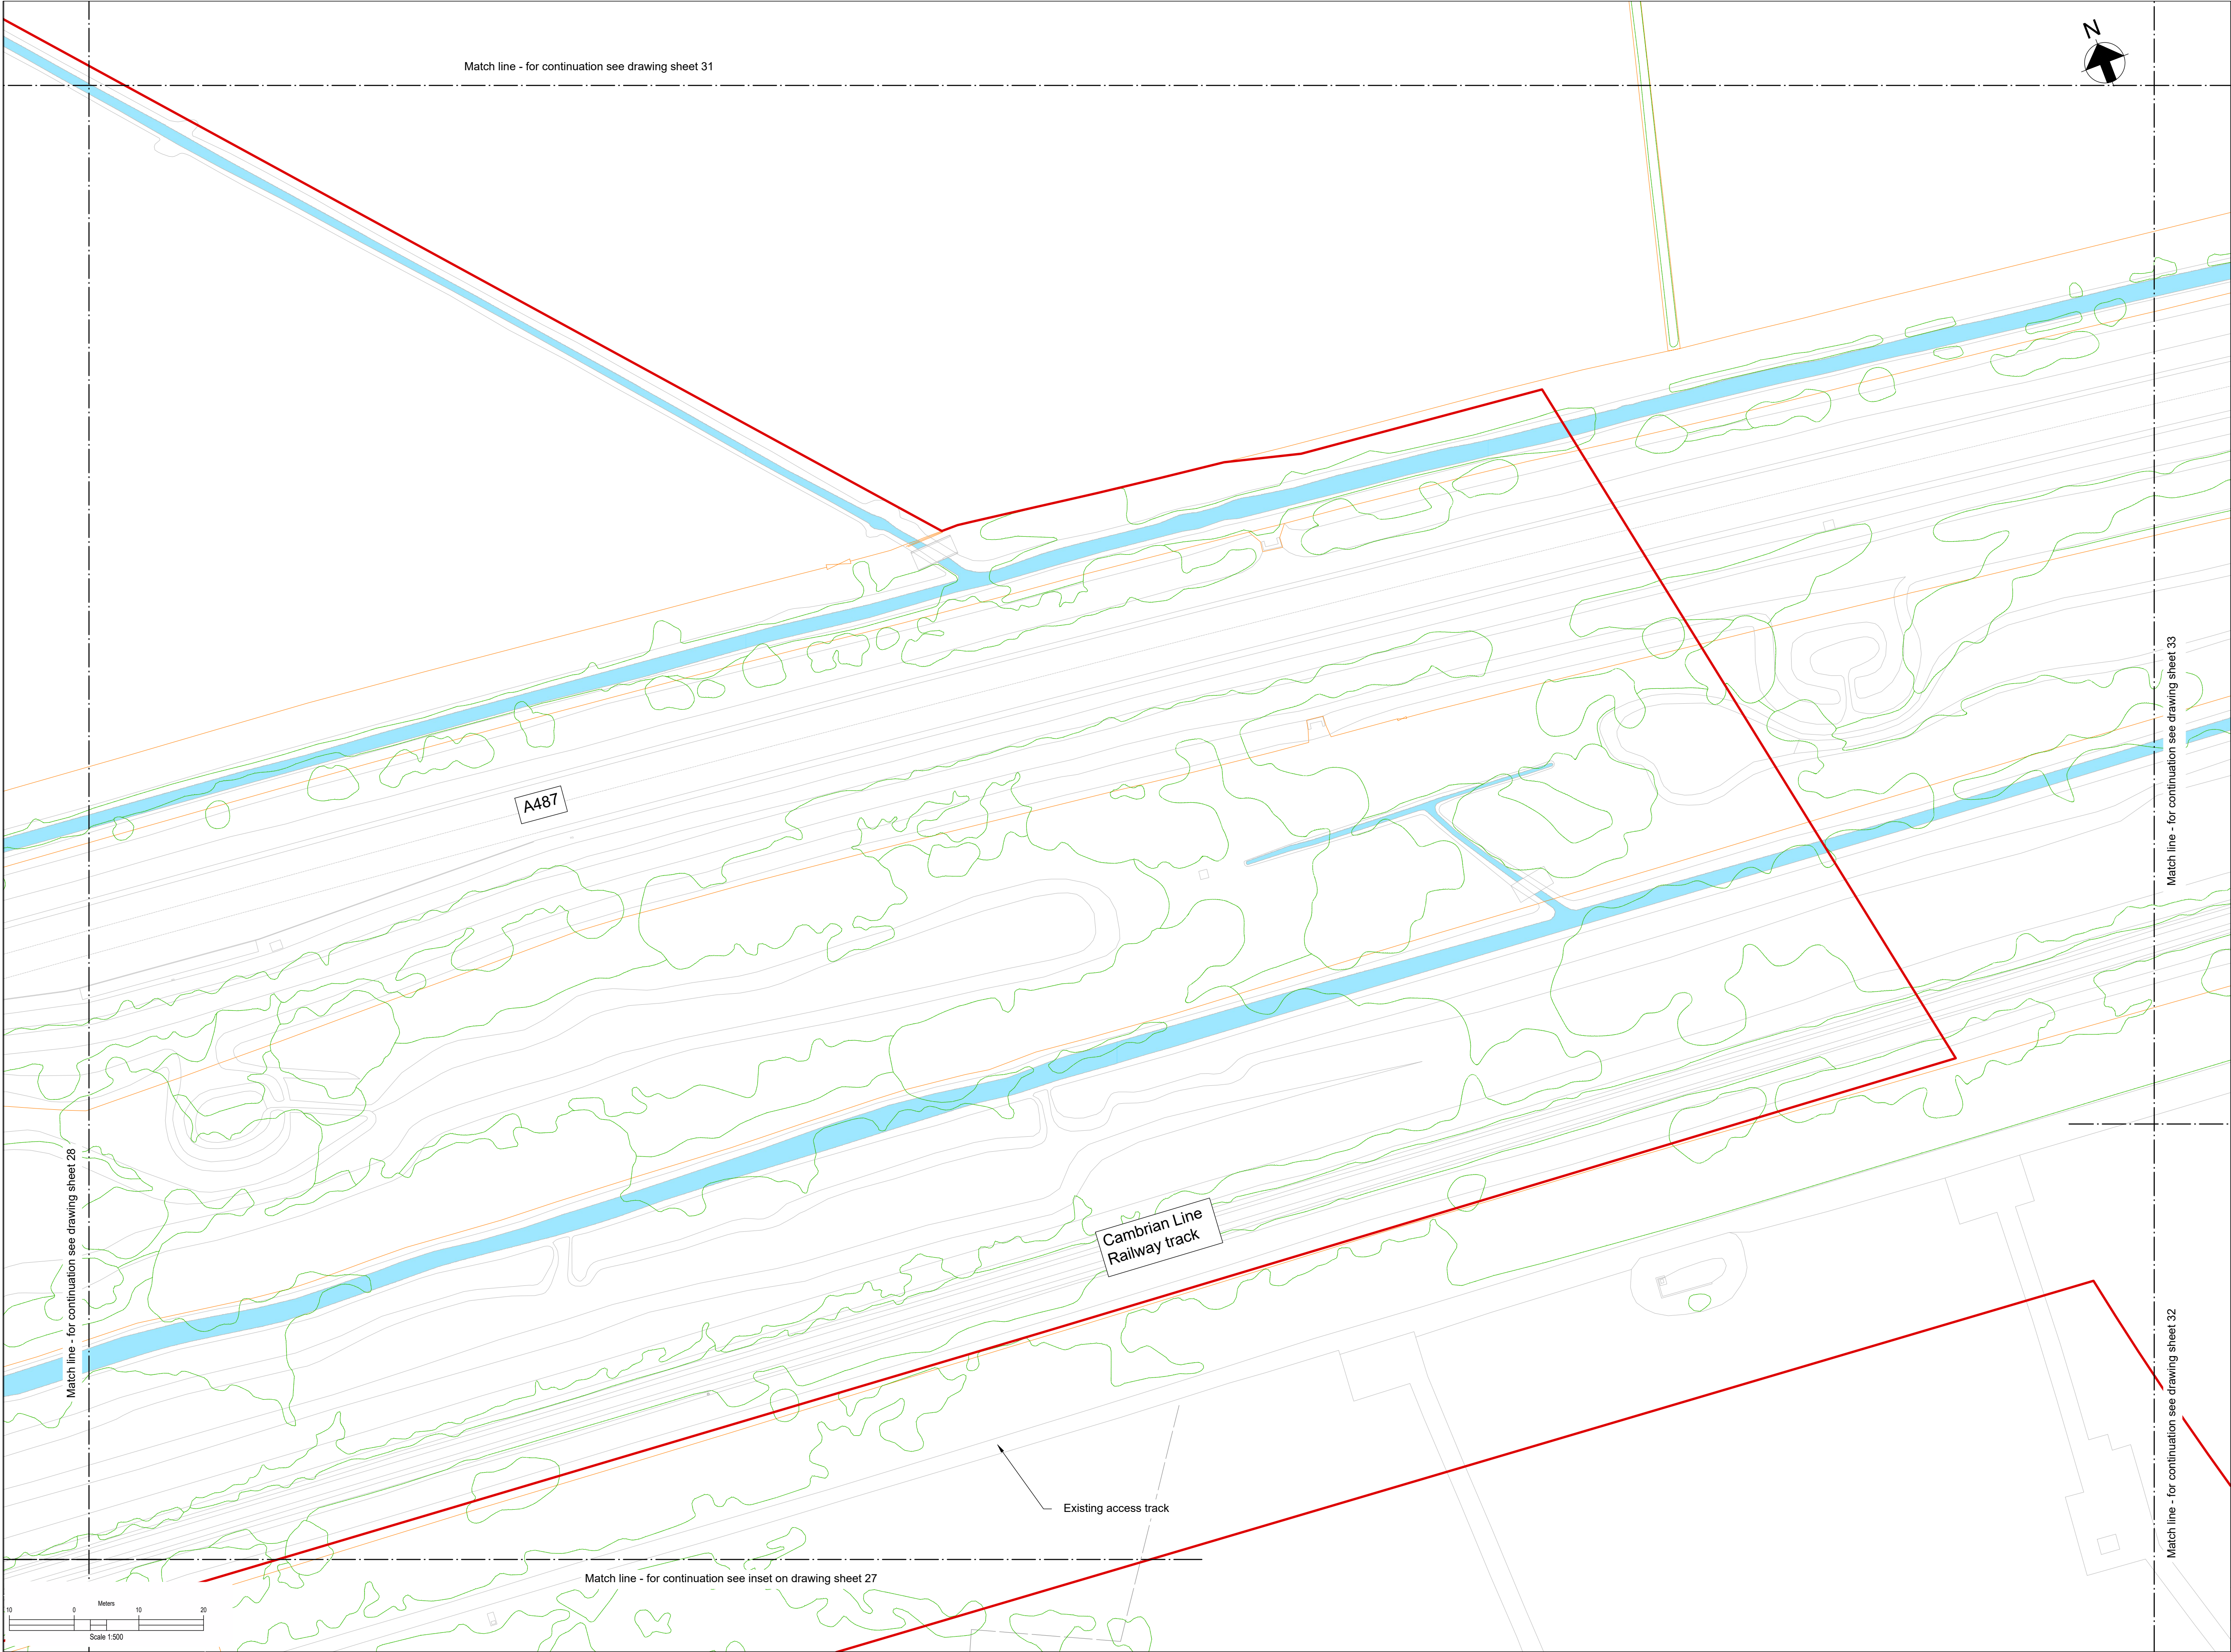 N
Match line - for continuation see drawing sheet 31
Match line - for continuation see drawing sheet 33
A487
Match line - for continuation see drawing sheet 28
Cambrian Line
Railway track
Match line - for continuation see drawing sheet 32
Existing access track
Match line - for continuation see inset on drawing sheet 27
Meters
10 0 10 20
Scale 1:500